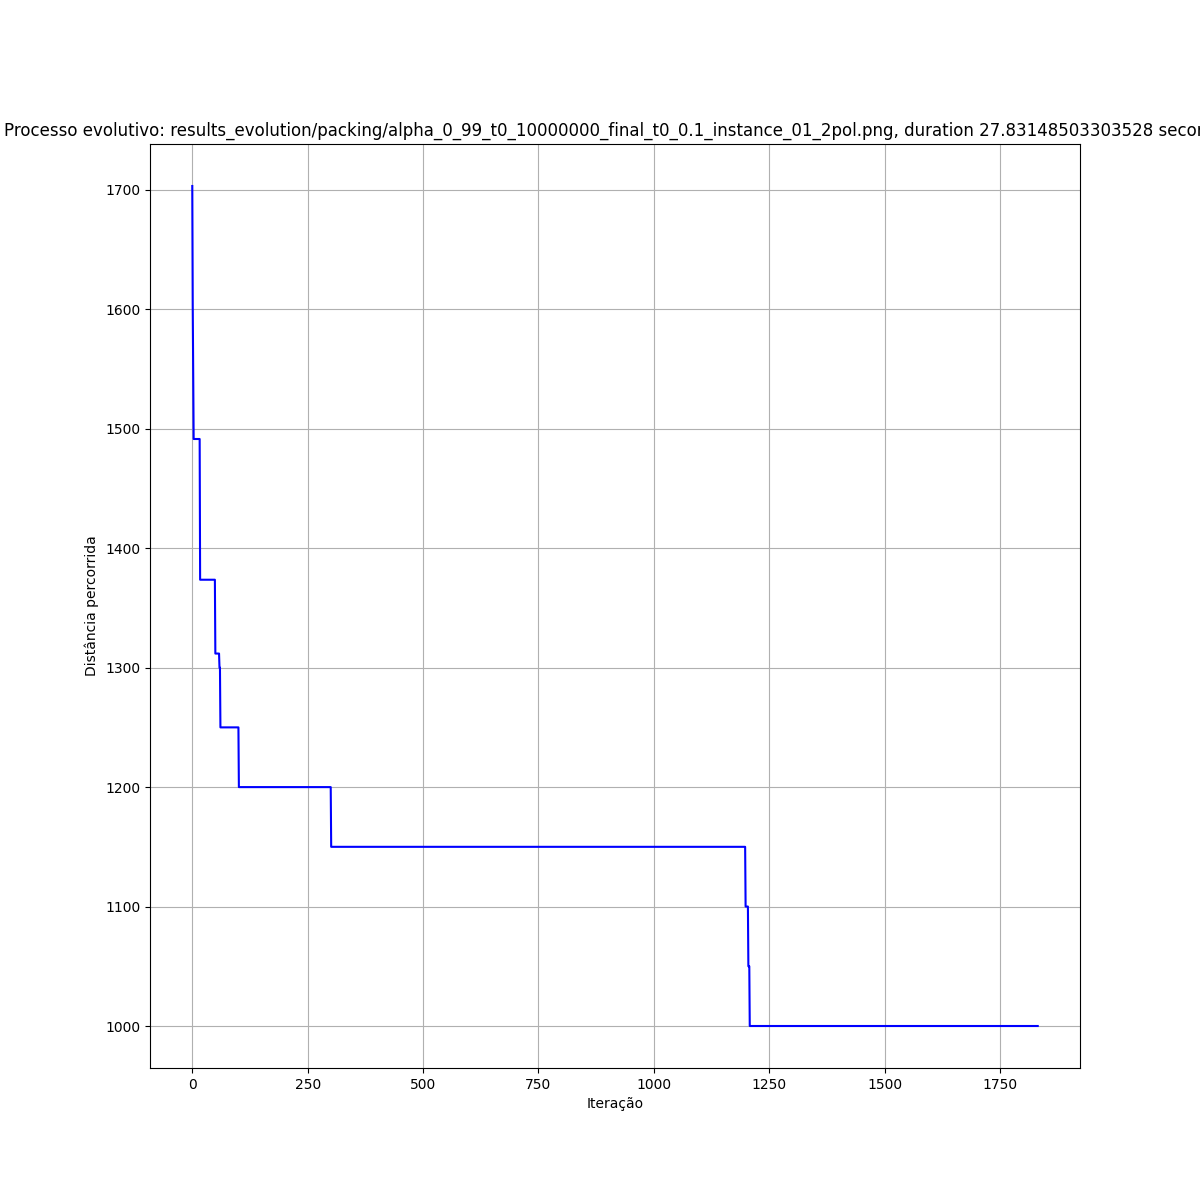 Processo evolutivo: results_evolution/packing/alpha_0_99_t0_10000000_final_t0_0.1_instance_01_2pol.png, duration 27.83148503303528 secon
1700
1600
1500
1400
1300
1200
1100
1000
Distância percorrida
0 250 500 750 1000 1250 1500 1750
Iteração